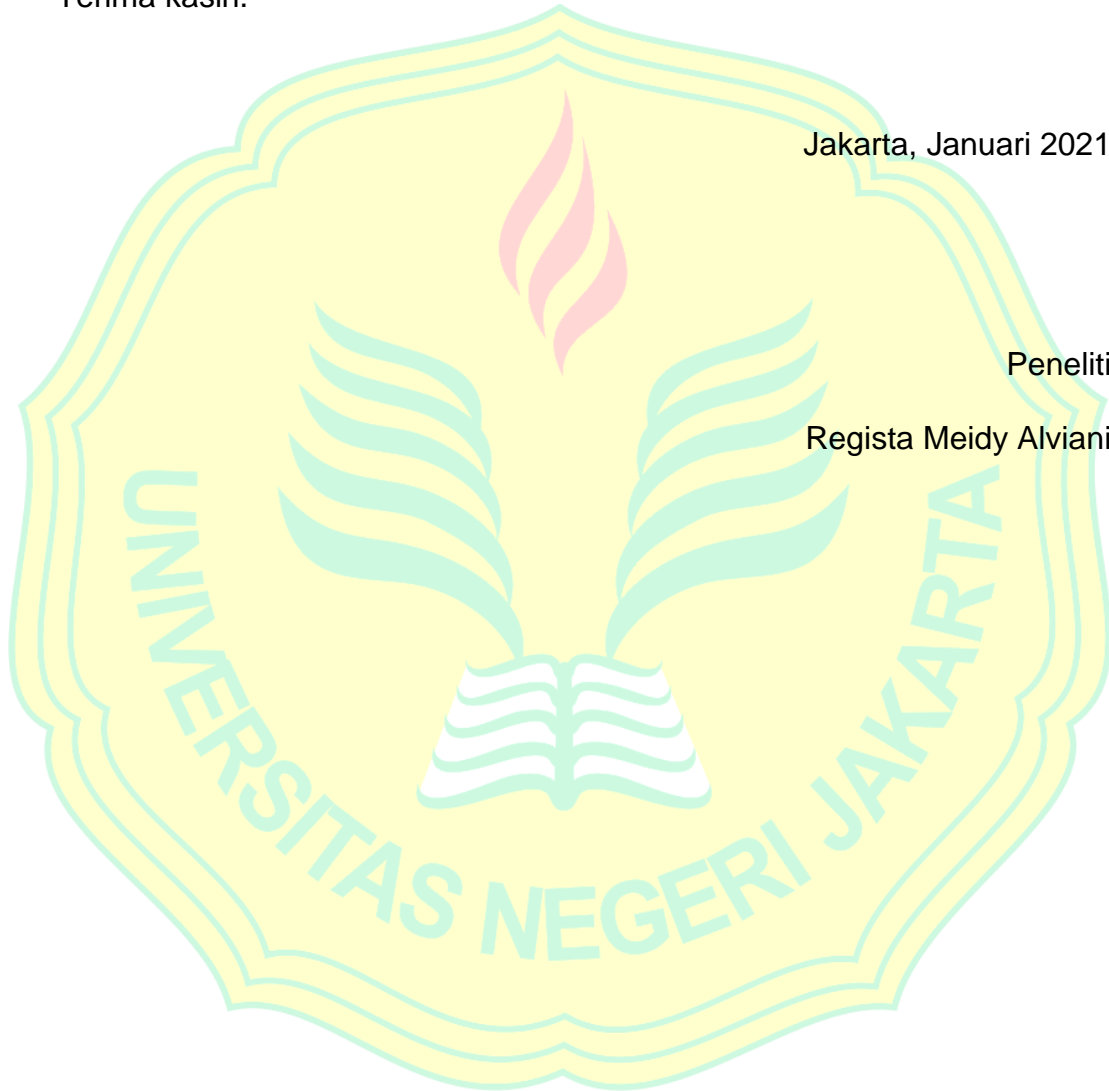 Terima kasih.
Jakarta, Januari 2021
Peneliti
Regista Meidy Alviani
UNIVERSITAS NEGERI JAKARTA